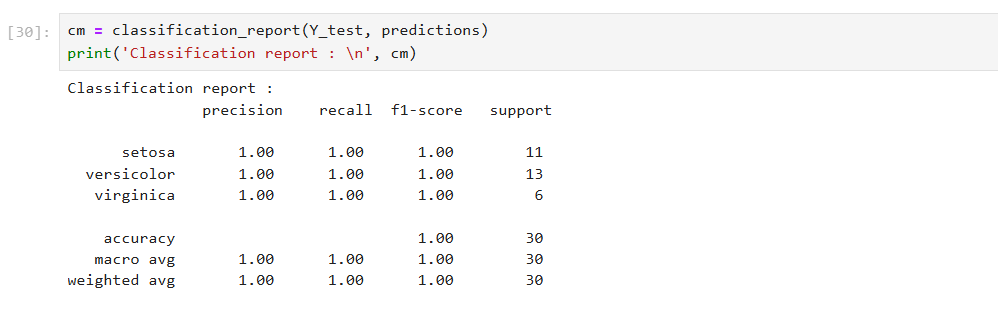 [30]: cm = classification_report(Y_test, predictions)
print('Classification report : \n', cm)
Classification report :
precision recall f1-score support
setosa 1.00 1.00 1.00 11
versicolor 1.00 1.00 1.00 13
virginica 1.00 1.00 1.00 6
accuracy 1.00 30
macro avg 1.00 1.00 1.00 30
weighted avg 1.00 1.00 1.00 30